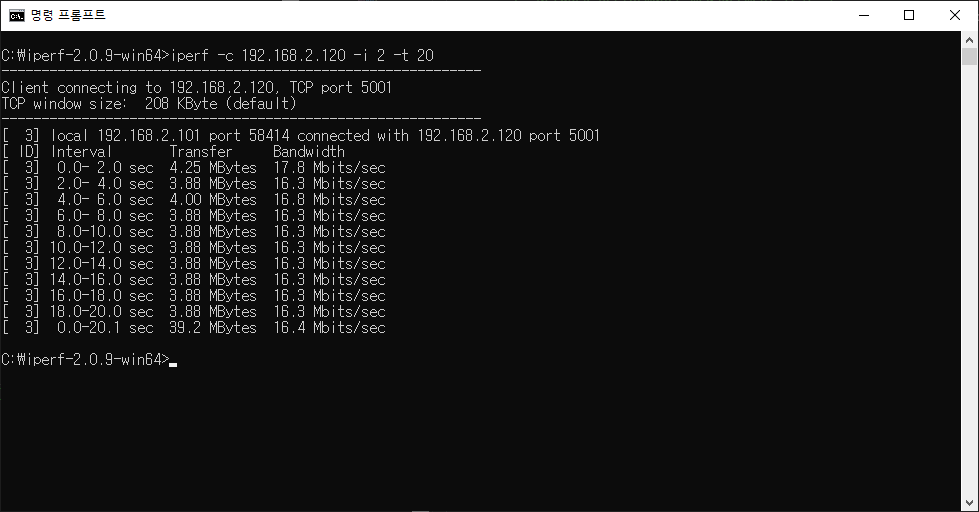 명령 프롬프트
C:\iperf-2.0.9-win64>iperf -c 192.168.2.120 -i 2 -t 20
------------------------------------------------------------
Client connecting to 192.168.2.120, TCP port 5001
TCP window size:  208 KByte (default)
------------------------------------------------------------
[  3] local 192.168.2.101 port 58414 connected with 192.168.2.120 port 5001
[ ID] Interval       Transfer     Bandwidth
[  3]  0.0- 2.0 sec  4.25 MBytes  17.8 Mbits/sec
[  3]  2.0- 4.0 sec  3.88 MBytes  16.3 Mbits/sec
[  3]  4.0- 6.0 sec  4.00 MBytes  16.8 Mbits/sec
[  3]  6.0- 8.0 sec  3.88 MBytes  16.3 Mbits/sec
[  3]  8.0-10.0 sec  3.88 MBytes  16.3 Mbits/sec
[  3] 10.0-12.0 sec  3.88 MBytes  16.3 Mbits/sec
[  3] 12.0-14.0 sec  3.88 MBytes  16.3 Mbits/sec
[  3] 14.0-16.0 sec  3.88 MBytes  16.3 Mbits/sec
[  3] 16.0-18.0 sec  3.88 MBytes  16.3 Mbits/sec
[  3] 18.0-20.0 sec  3.88 MBytes  16.3 Mbits/sec
[  3]  0.0-20.1 sec  39.2 MBytes  16.4 Mbits/sec
C:\iperf-2.0.9-win64>